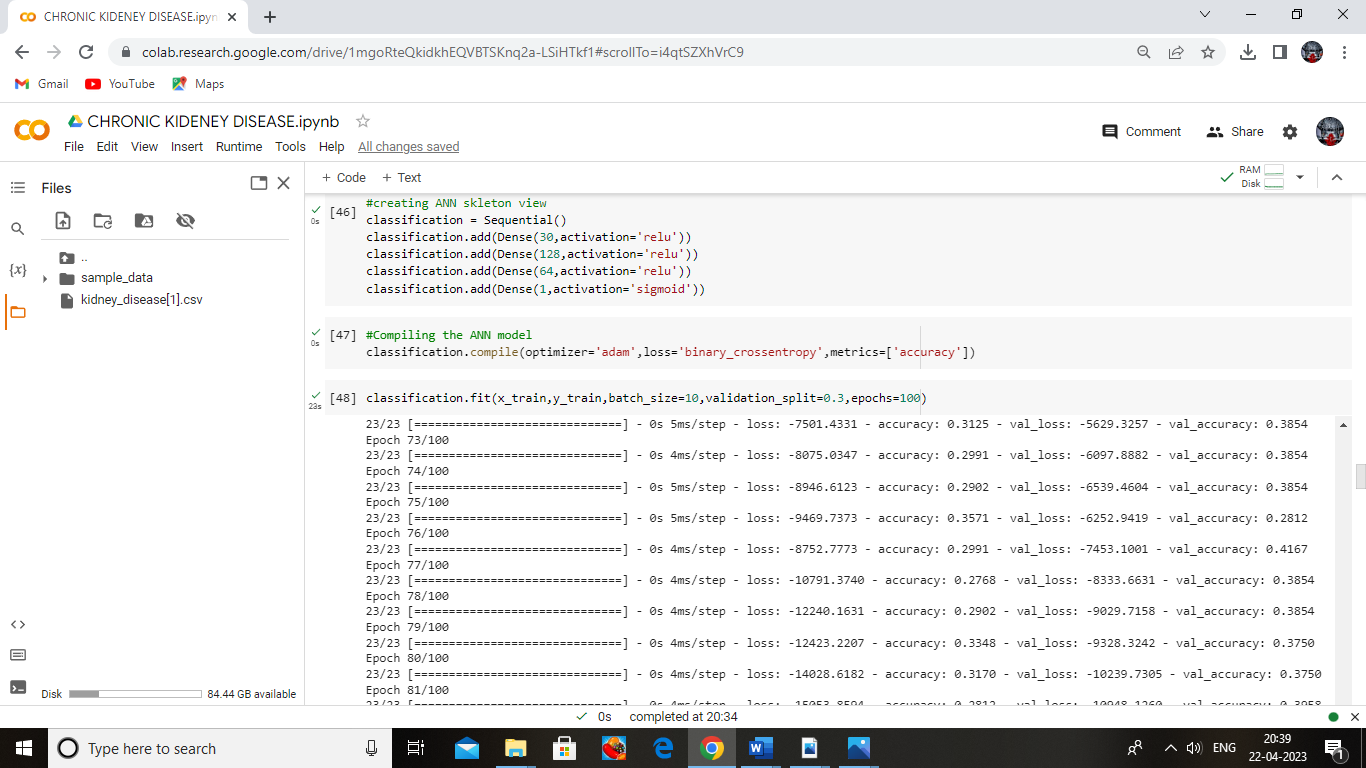 CHRONIC KIDENEY DISEASE.ipyn
colab.research.google.com/drive/1mgoRteQkidkhEQVBTSKnq2a-LSiHTkf1#scrollTo=i4qtSZXhVrC9
Gmail YouTube Maps
CHRONIC KIDENEY DISEASE.ipynb
File Edit View Insert Runtime Tools Help All changes saved
Comment Share
Files
+ Code + Text
RAM
Disk
..
sample_data
kidney_disease[1].csv
{x}
<>
Disk 84.44 GB available
[46] #creating ANN skleton view
0s
classification = Sequential()
classification.add(Dense(30,activation='relu'))
classification.add(Dense(128,activation='relu'))
classification.add(Dense(64,activation='relu'))
classification.add(Dense(1,activation='sigmoid'))
[47] #Compiling the ANN model
0s
classification.compile(optimizer='adam',loss='binary_crossentropy',metrics=['accuracy'])
[48] classification.fit(x_train,y_train,batch_size=10,validation_split=0.3,epochs=100)
23s
23/23 [==============================] - 0s 5ms/step - loss: -7501.4331 - accuracy: 0.3125 - val_loss: -5629.3257 - val_accuracy: 0.3854
Epoch 73/100
23/23 [==============================] - 0s 4ms/step - loss: -8075.0347 - accuracy: 0.2991 - val_loss: -6097.8882 - val_accuracy: 0.3854
Epoch 74/100
23/23 [==============================] - 0s 5ms/step - loss: -8946.6123 - accuracy: 0.2902 - val_loss: -6539.4604 - val_accuracy: 0.3854
Epoch 75/100
23/23 [==============================] - 0s 5ms/step - loss: -9469.7373 - accuracy: 0.3571 - val_loss: -6252.9419 - val_accuracy: 0.2812
Epoch 76/100
23/23 [==============================] - 0s 4ms/step - loss: -8752.7773 - accuracy: 0.2991 - val_loss: -7453.1001 - val_accuracy: 0.4167
Epoch 77/100
23/23 [==============================] - 0s 4ms/step - loss: -10791.3740 - accuracy: 0.2768 - val_loss: -8333.6631 - val_accuracy: 0.3854
Epoch 78/100
23/23 [==============================] - 0s 4ms/step - loss: -12240.1631 - accuracy: 0.2902 - val_loss: -9029.7158 - val_accuracy: 0.3854
Epoch 79/100
23/23 [==============================] - 0s 4ms/step - loss: -12423.2207 - accuracy: 0.3348 - val_loss: -9328.3242 - val_accuracy: 0.3750
Epoch 80/100
23/23 [==============================] - 0s 4ms/step - loss: -14028.6182 - accuracy: 0.3170 - val_loss: -10239.7305 - val_accuracy: 0.3750
Epoch 81/100
0s completed at 20:34
Type here to search
ENG
20:39
22-04-2023
1